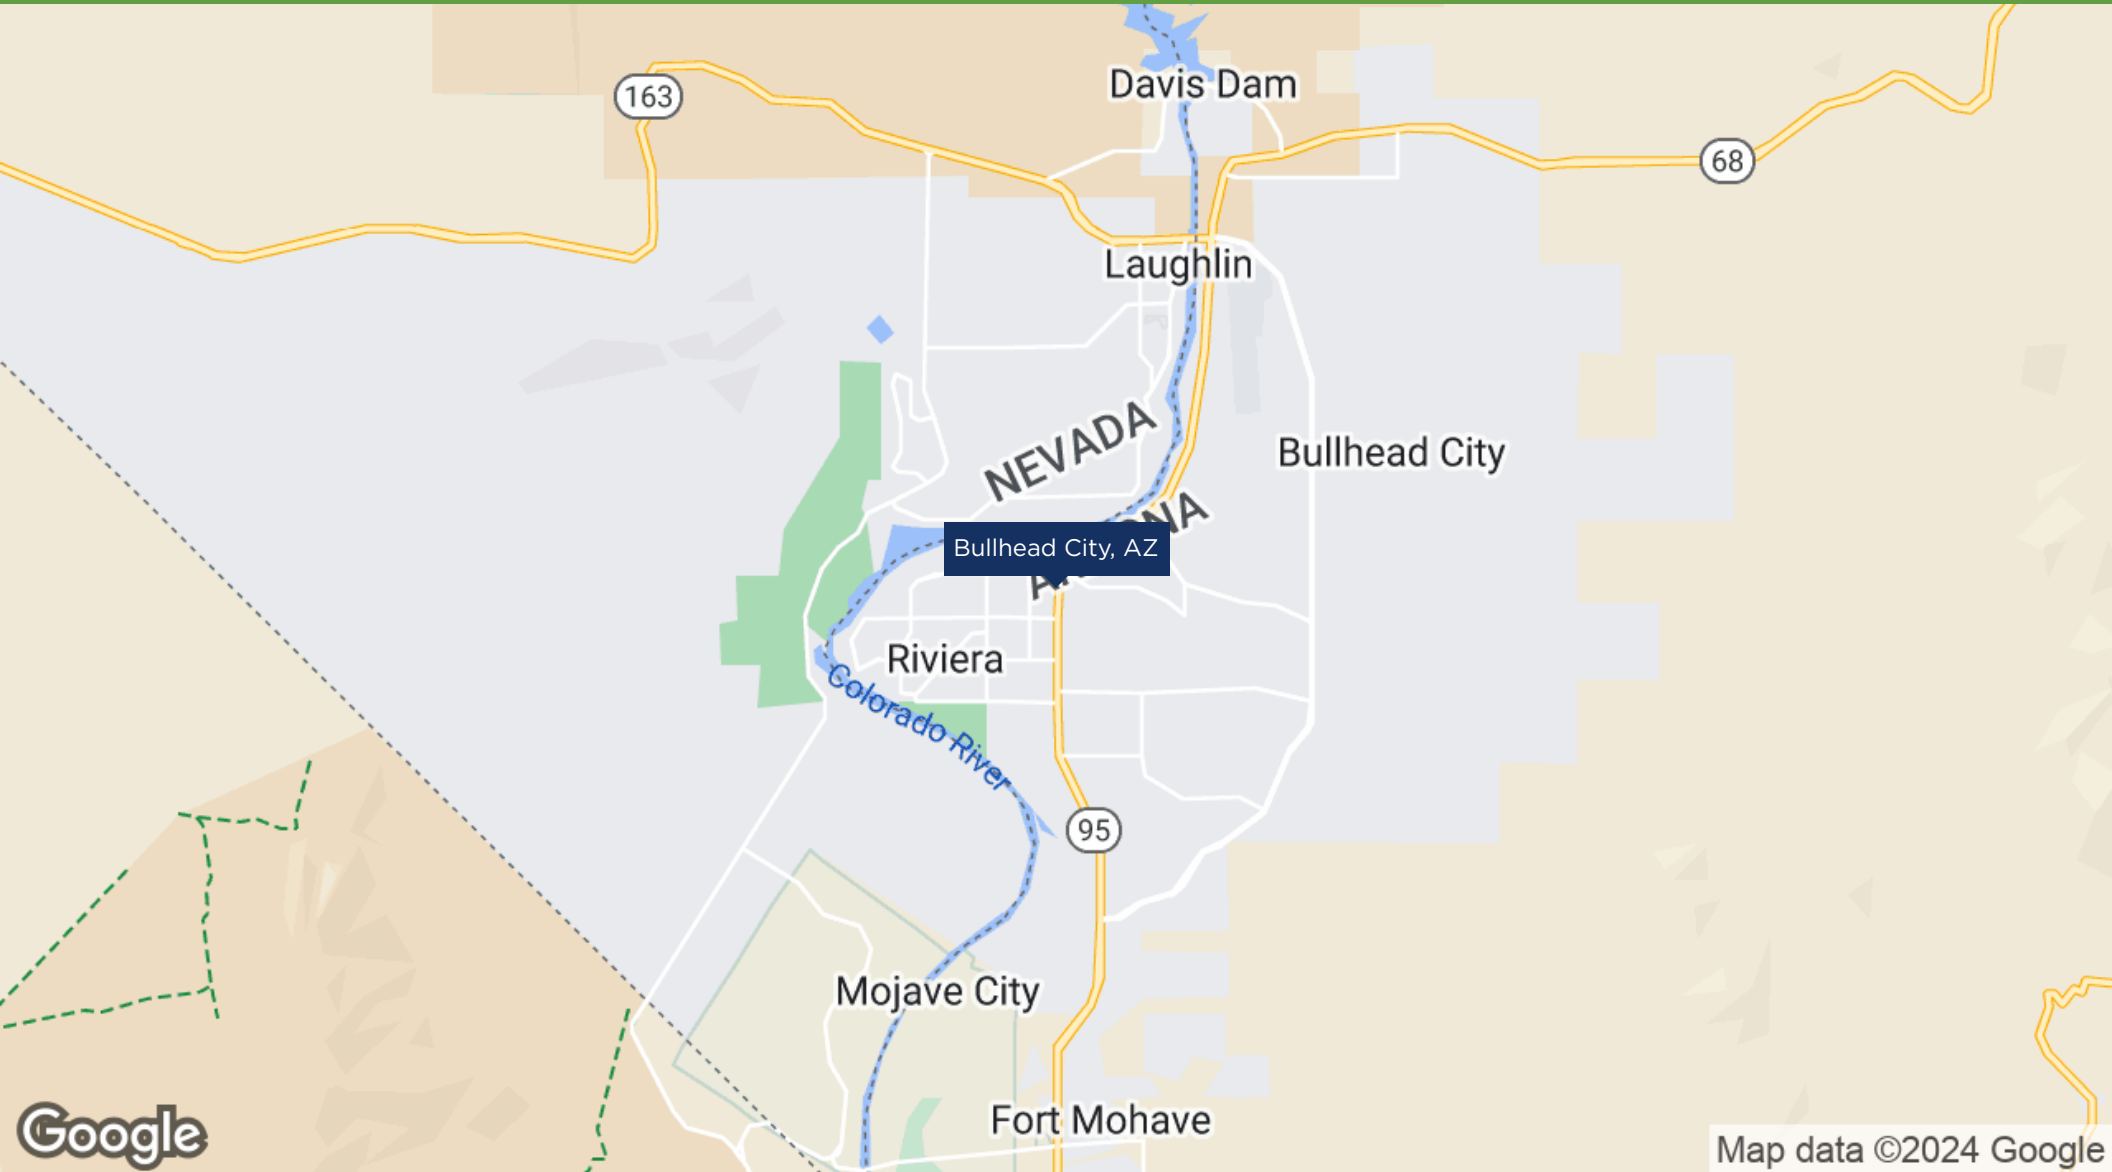 Davis Dam
163
68
Laughlin
NEVADA
Bullhead City
Bullhead City, AZ
Riviera
Colorado River
95
Mojave City
Fort Mohave
Google
Map data ©2024 Google